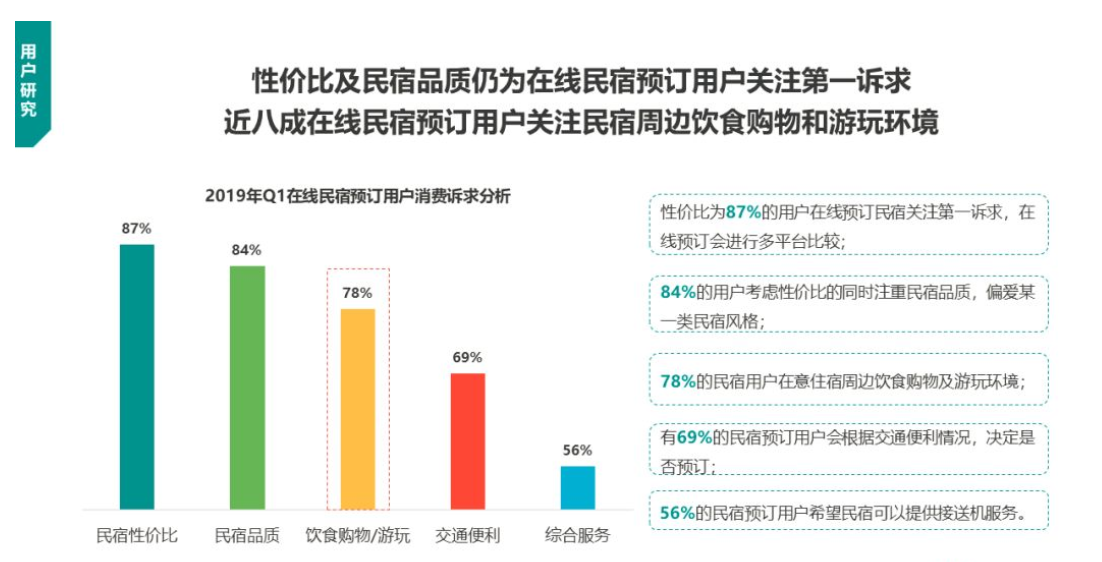 用户研究
性价比及民宿品质仍为在线民宿预订用户关注第一诉求
近八成在线民宿预订用户关注民宿周边饮食购物和游玩环境
2019年Q1在线民宿预订用户消费诉求分析
87%
84%
78%
69%
56%
民宿性价比
民宿品质
饮食购物/游玩
交通便利
综合服务
性价比为87%的用户在线预订民宿关注第一诉求，在
线预订会进行多平台比较；
84%的用户考虑性价比的同时注重民宿品质，偏爱某
一类民宿风格；
78%的民宿用户在意住宿周边饮食购物及游玩环境；
有69%的民宿预订用户会根据交通便利情况，决定是
否预订；
56%的民宿预订用户希望民宿可以提供接送机服务。